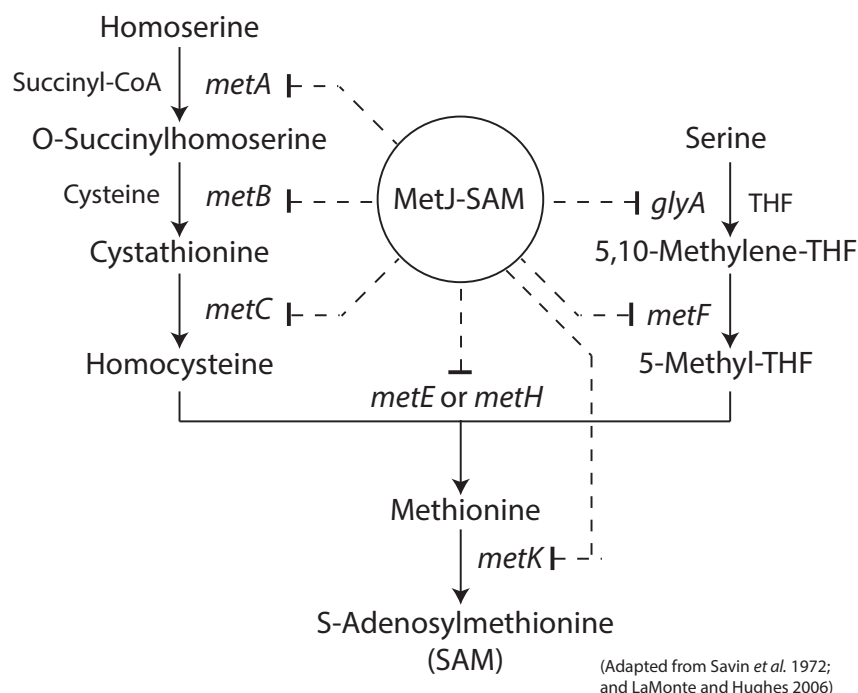 Homoserine
Succinyl-CoA metA
O-Succinylhomoserine
Cysteine metB
Cystathionine
metC
Homocysteine
MetJ-SAM
Serine
glyA THF
5,10-Methylene-THF
metF
5-Methyl-THF
metE or metH
Methionine
metK
S-Adenosylmethionine
(SAM)
(Adapted from Savin et al. 1972;
and LaMonte and Hughes 2006)